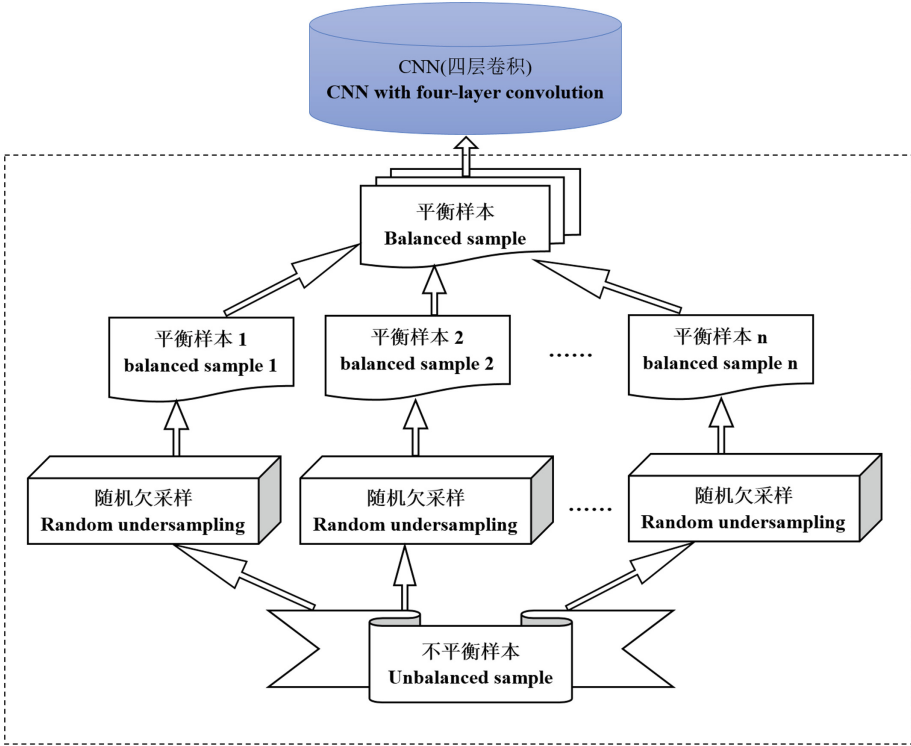 CNN(四层卷积)
CNN with four-layer convolution
平衡样本
Balanced sample
平衡样本 1
balanced sample 1
平衡样本 2
balanced sample 2
......
平衡样本 n
balanced sample n
随机欠采样
Random undersampling
随机欠采样
Random undersampling
......
随机欠采样
Random undersampling
不平衡样本
Unbalanced sample